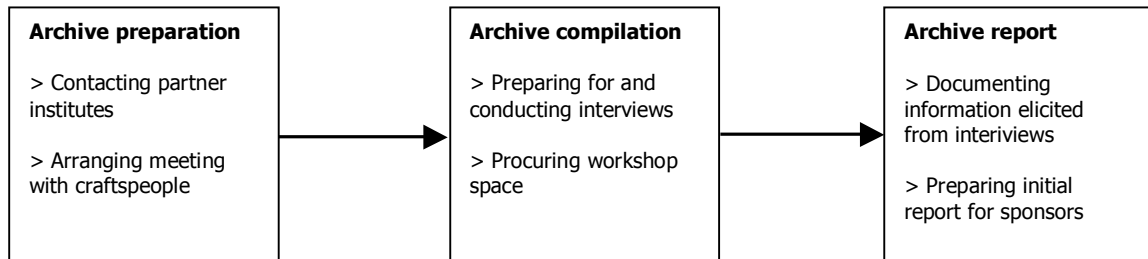 Archive preparation
> Contacting partner
institutes
> Arranging meeting
with craftspeople
Archive compilation
> Preparing for and
conducting interviews
> Procuring workshop
space
Archive report
> Documenting
information elicited
from interiviews
> Preparing initial
report for sponsors